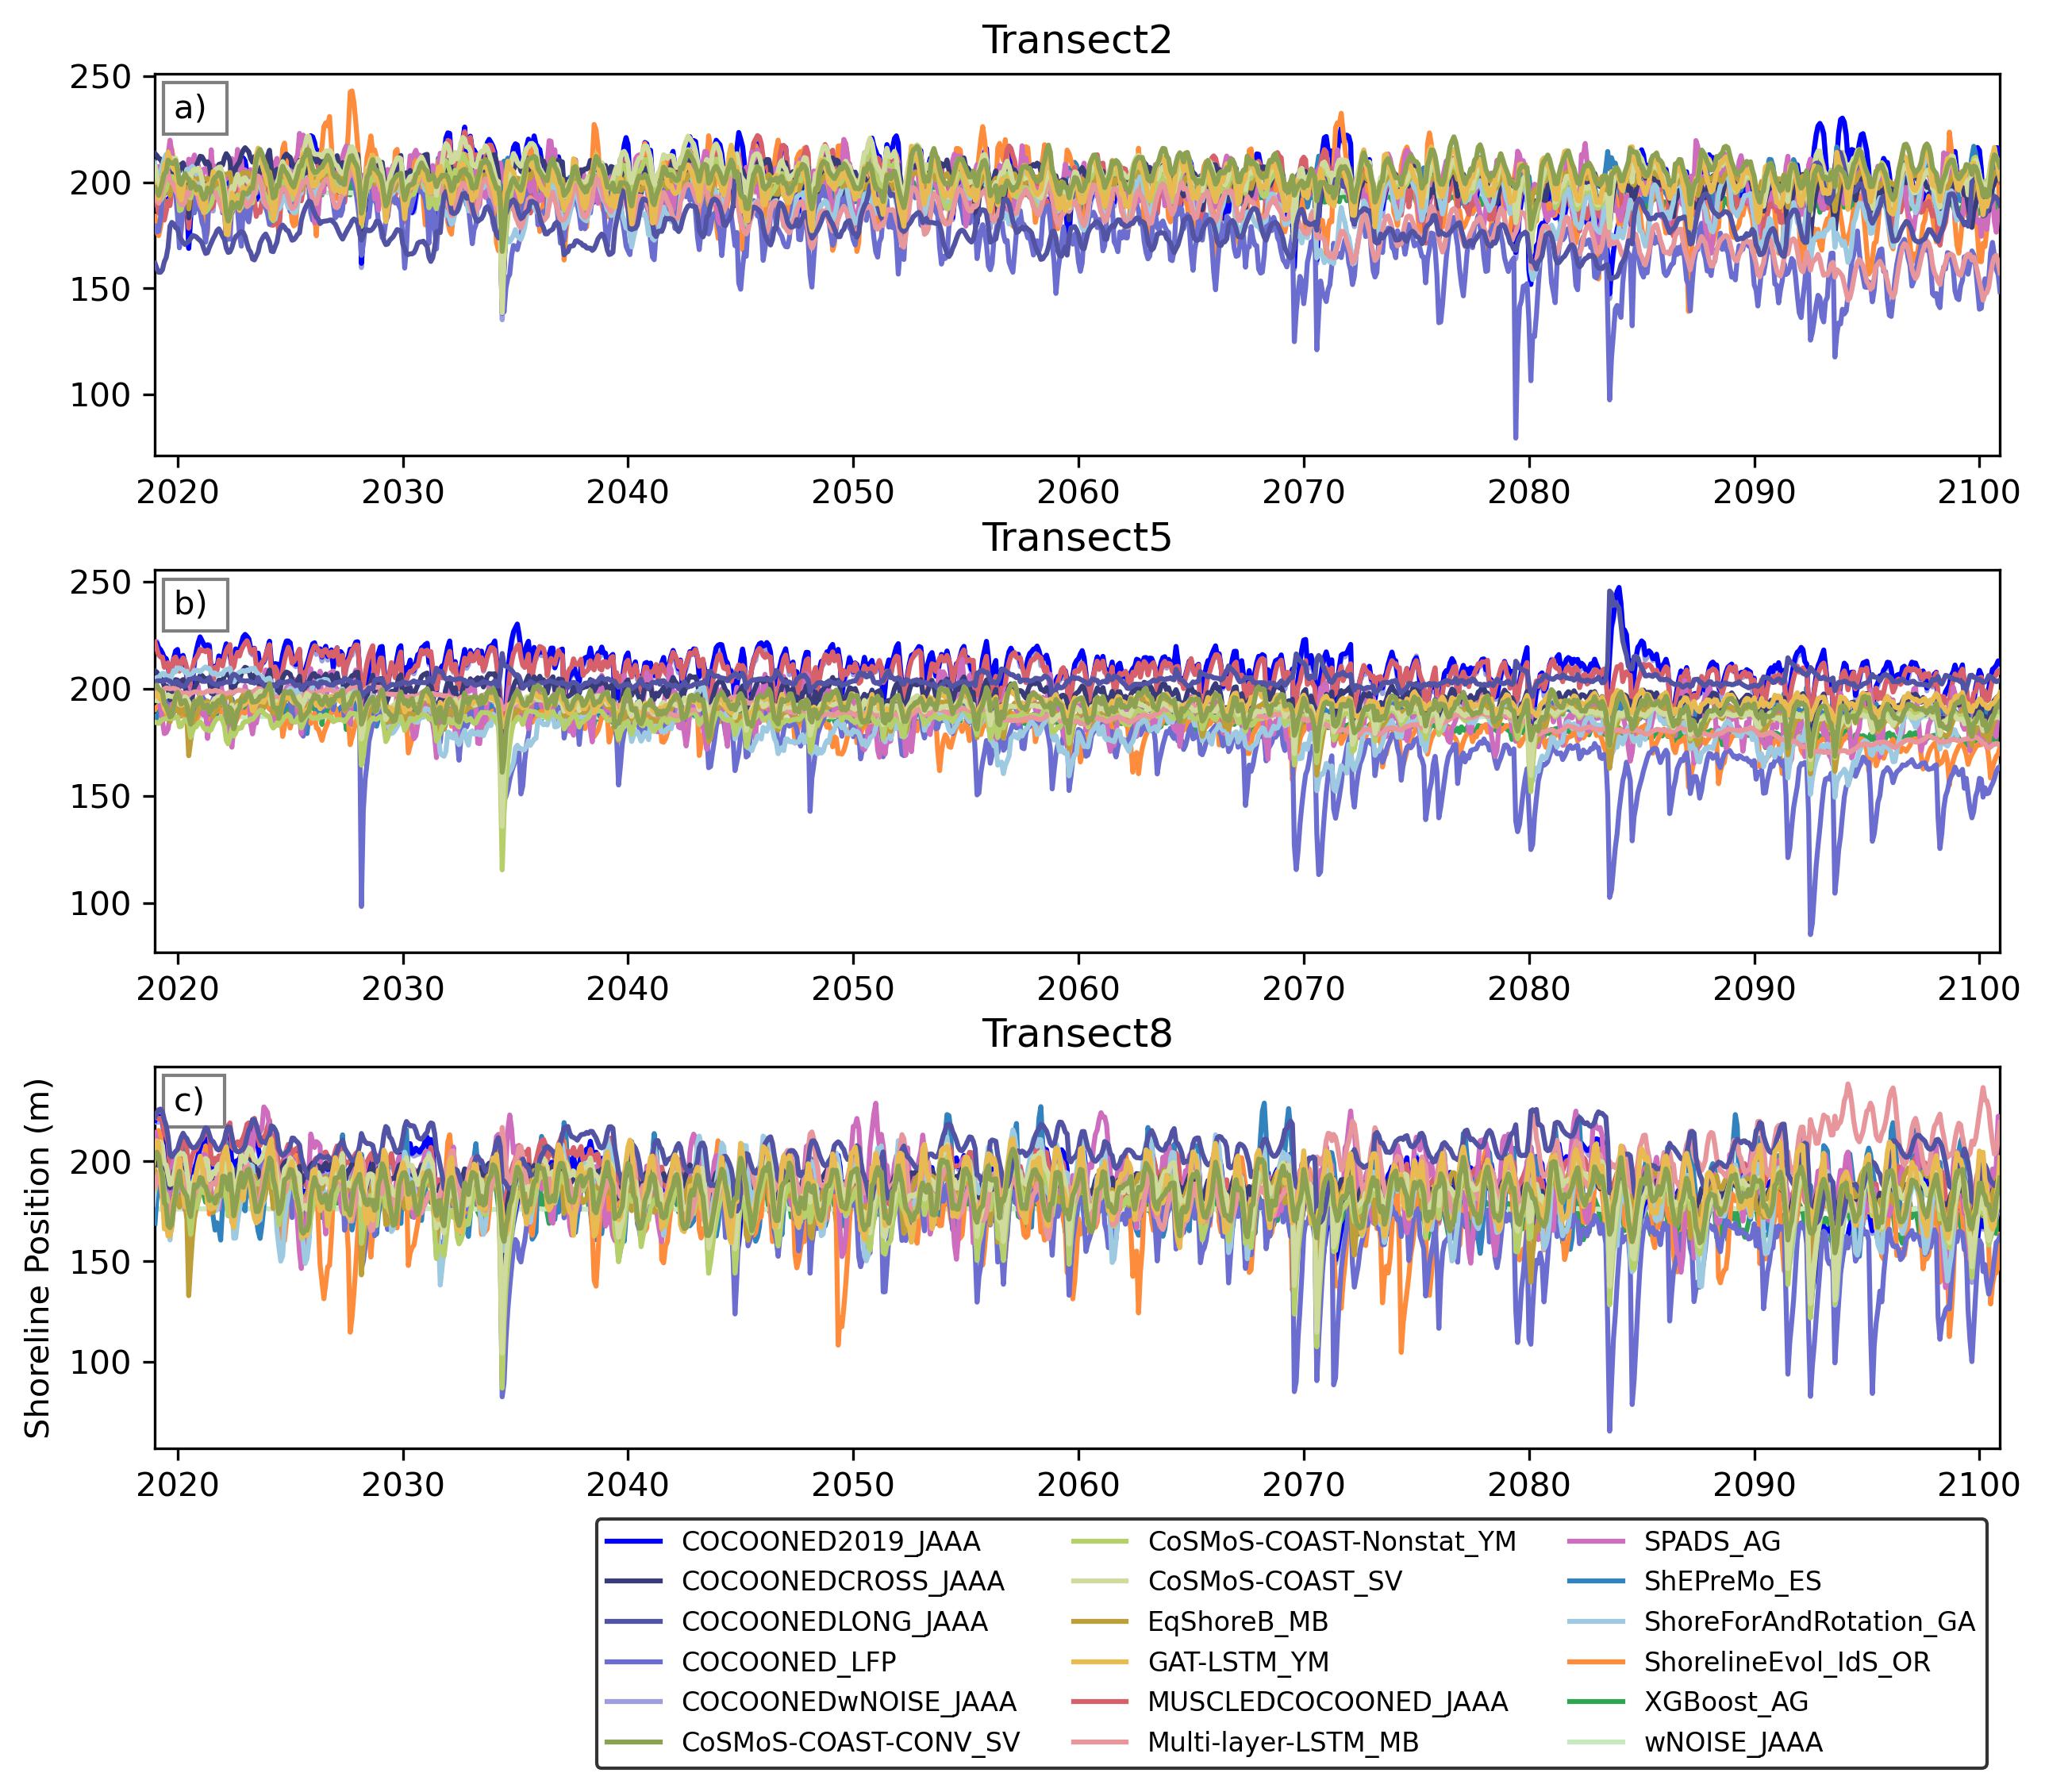 Transect2
250
a)
200
150
100
2020 2030 2040 2050 2060 2070 2080 2090 2100
Transect5
250
b)
200
150
100
2020 2030 2040 2050 2060 2070 2080 2090 2100
Transect8
c)
200
150
100
Shoreline Position (m)
2020 2030 2040 2050 2060 2070 2080 2090 2100
COCOONED2019_JAAA
COCOONEDCROSS_JAAA
COCOONEDLONG_JAAA
COCOONED_LFP
COCOONEDwNOISE_JAAA
CoSMoS-COAST-CONV_SV
CoSMoS-COAST-Nonstat_YM
CoSMoS-COAST_SV
EqShoreB_MB
GAT-LSTM_YM
MUSCLEDCOCOONED_JAAA
Multi-layer-LSTM_MB
SPADS_AG
ShEPreMo_ES
ShoreForAndRotation_GA
ShorelineEvol_IdS_OR
XGBoost_AG
wNOISE_JAAA